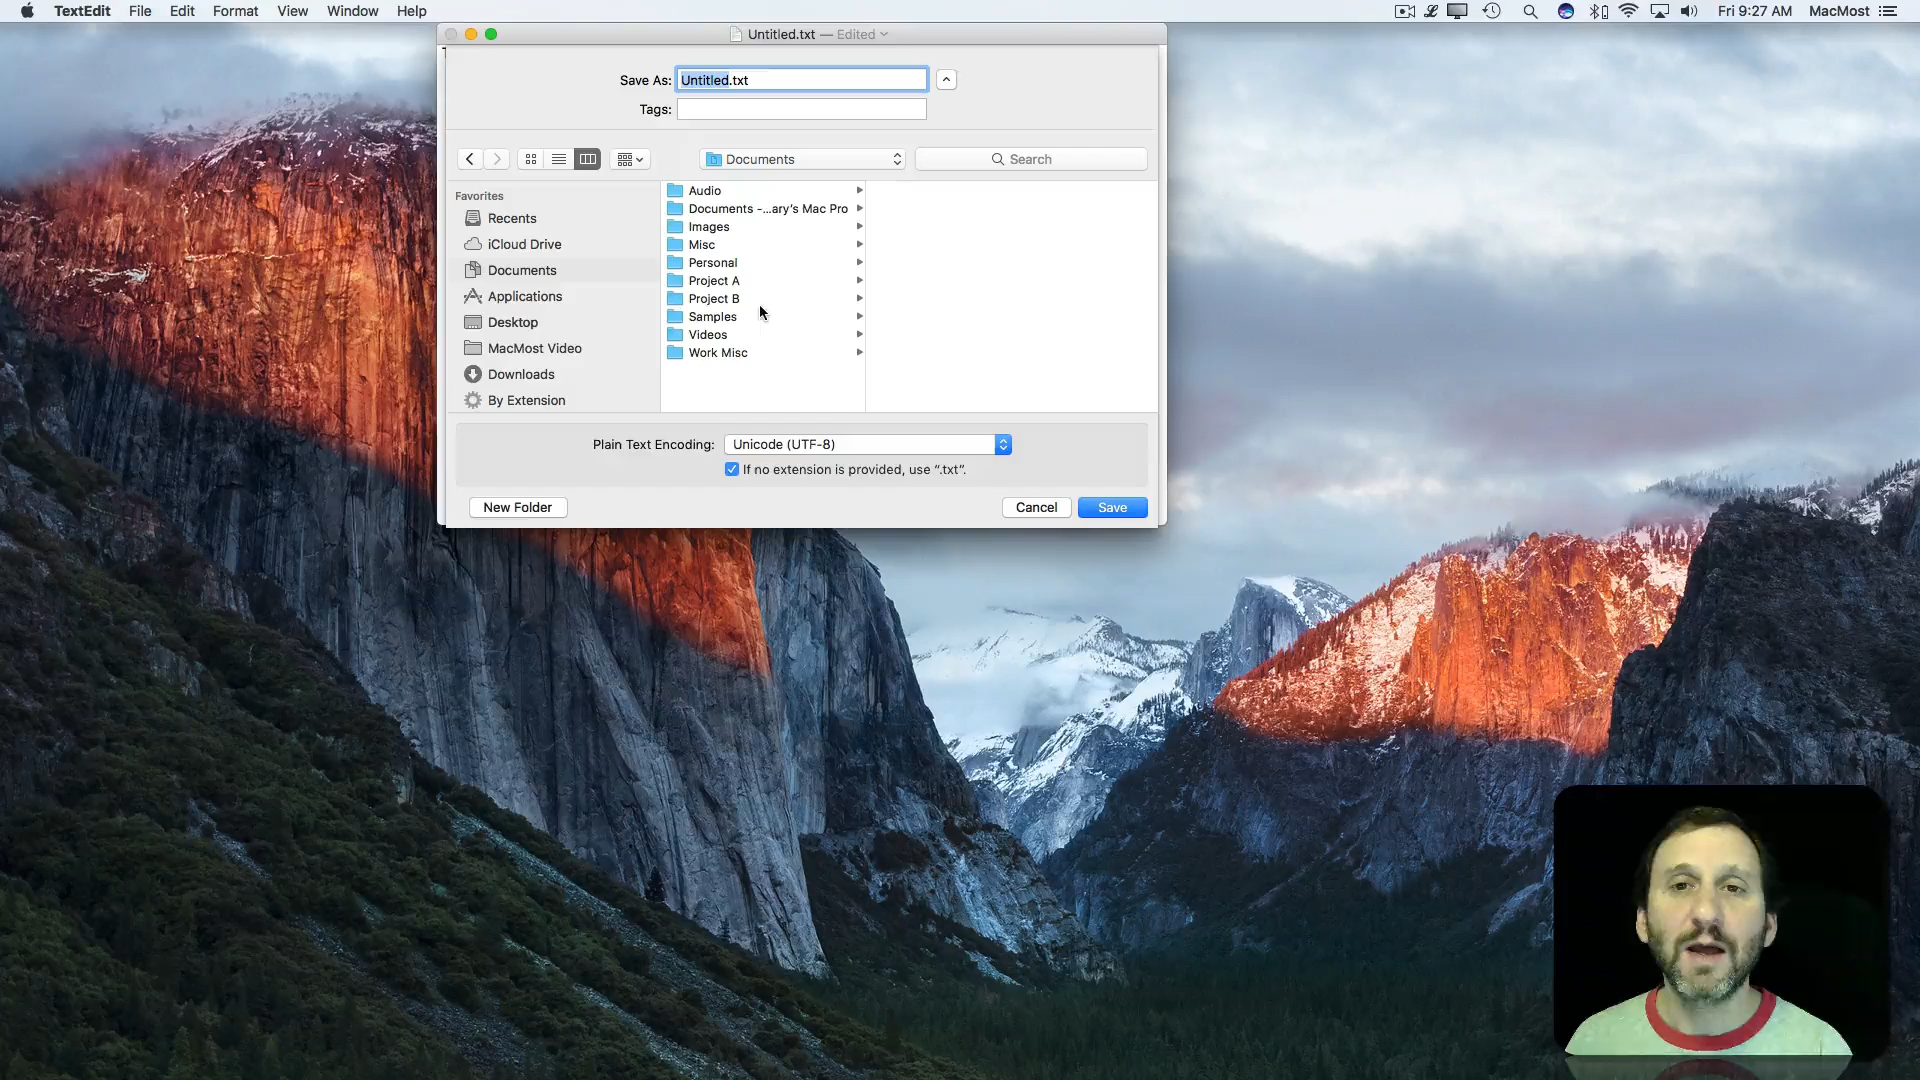 TextEdit File Edit Format View Window Help Fri 9:27 AM MacMost
Untitled.txt — Edited
Save As: Untitled.txt
Tags:
Documents Search
Favorites
Recents
iCloud Drive
Documents
Applications
Desktop
MacMost Video
Downloads
By Extension
Audio
Documents -...ary's Mac Pro
Images
Misc
Personal
Project A
Project B
Samples
Videos
Work Misc
Plain Text Encoding: Unicode (UTF-8)
If no extension is provided, use “.txt”.
New Folder Cancel Save